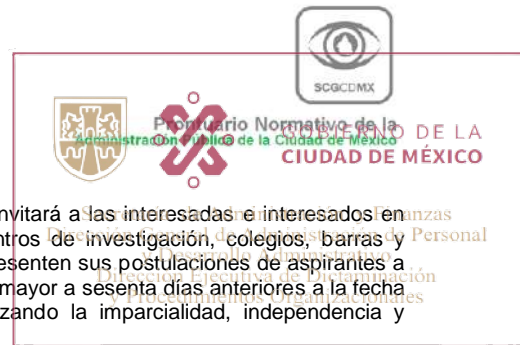 SCGCDMX
Prontuario Normativo de la
Administración Pública de la Ciudad de México
GOBIERNO DE LA
CIUDAD DE MÉXICO
nvitará a las interesadas e interesados en
Secretaría de Administración y Finanzas
ntros de investigación, colegios, barras y
Dirección General de Administración de Personal
y Desarrollo Administrativo
esenten sus postulaciones de aspirantes a
Dirección Ejecutiva de Dictaminación
mayor a sesenta días anteriores a la fecha
y Procedimientos Organizacionales
zando la imparcialidad, independencia y